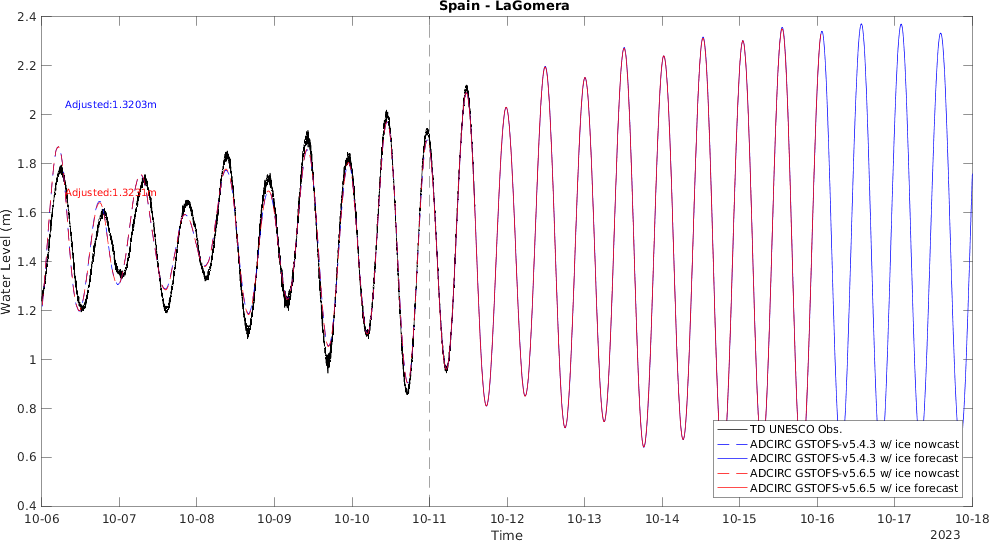 Spain - LaGomera
2.4
2.2
2
1.8
1.6
1.4
1.2
1
0.8
0.6
0.4
Water Level (m)
Adjusted:1.3203m
TD UNESCO Obs.
ADCIRC GSTOFS-v5.4.3 w/ ice nowcast
ADCIRC GSTOFS-v5.4.3 w/ ice forecast
ADCIRC GSTOFS-v5.6.5 w/ ice nowcast
ADCIRC GSTOFS-v5.6.5 w/ ice forecast
10-06 10-07 10-08 10-09 10-10 10-11 10-12 10-13 10-14 10-15 10-16 10-17 10-18
Time
2023